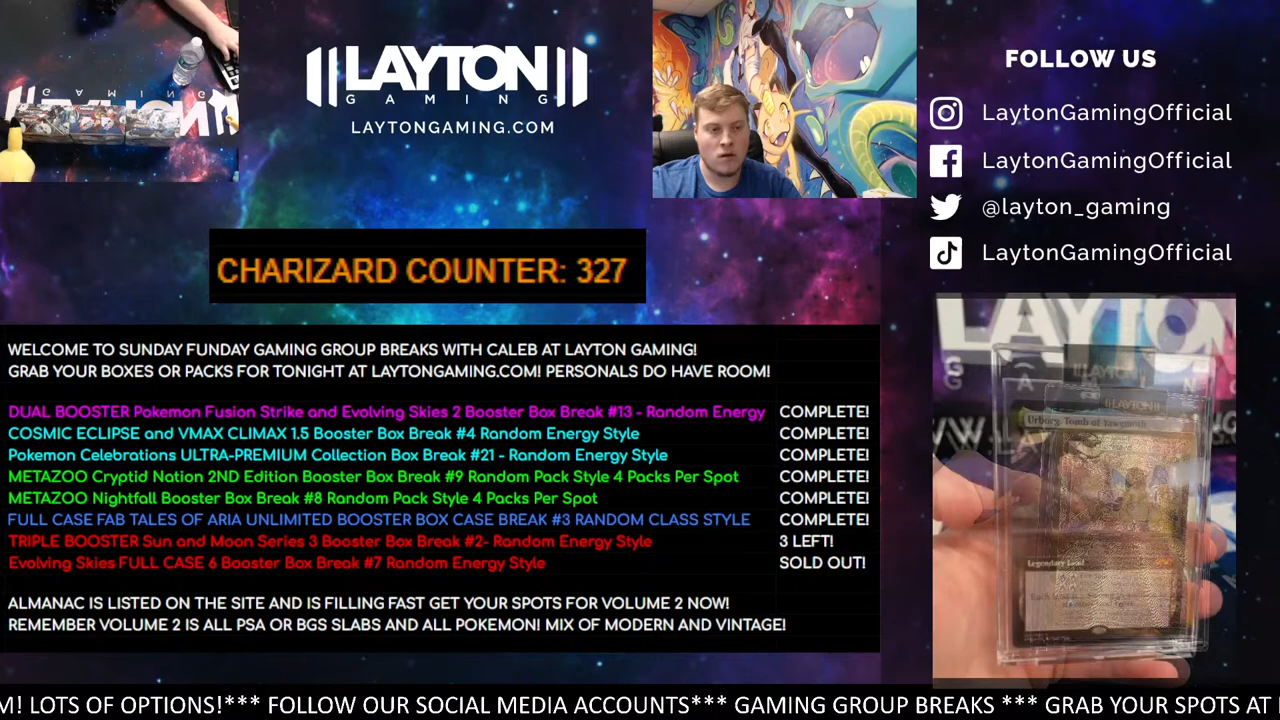 LAYTON
GAMING
LAYTONGAMING.COM
FOLLOW US
LaytonGamingOfficial
LaytonGamingOfficial
@layton_gaming
LaytonGamingOfficial
CHARIZARD COUNTER: 327
WELCOME TO SUNDAY FUNDAY GAMING GROUP BREAKS WITH CALEB AT LAYTON GAMING!
GRAB YOUR BOXES OR PACKS FOR TONIGHT AT LAYTONGAMING.COM! PERSONALS DO HAVE ROOM!
DUAL BOOSTER Pokemon Fusion Strike and Evolving Skies 2 Booster Box Break #13 - Random Energy COMPLETE!
COSMIC ECLIPSE and VMAX CLIMAX 1.5 Booster Box Break #4 Random Energy Style COMPLETE!
Pokemon Celebrations ULTRA-PREMIUM Collection Box Break #21 - Random Energy Style COMPLETE!
METAZOO Cryptid Nation 2ND Edition Booster Box Break #9 Random Pack Style 4 Packs Per Spot COMPLETE!
METAZOO Nightfall Booster Box Break #8 Random Pack Style 4 Packs Per Spot COMPLETE!
FULL CASE FAB TALES OF ARIA UNLIMITED BOOSTER BOX CASE BREAK #3 RANDOM CLASS STYLE COMPLETE!
TRIPLE BOOSTER Sun and Moon Series 3 Booster Box Break #2- Random Energy Style 3 LEFT!
Evolving Skies FULL CASE 6 Booster Box Break #7 Random Energy Style SOLD OUT!
ALMANAC IS LISTED ON THE SITE AND IS FILLING FAST GET YOUR SPOTS FOR VOLUME 2 NOW!
REMEMBER VOLUME 2 IS ALL PSA OR BGS SLABS AND ALL POKEMON! MIX OF MODERN AND VINTAGE!
LAYTON
Urborg, Tomb of Yawgmoth
Legendary Land
M! LOTS OF OPTIONS!*** FOLLOW OUR SOCIAL MEDIA ACCOUNTS*** GAMING GROUP BREAKS *** GRAB YOUR SPOTS AT